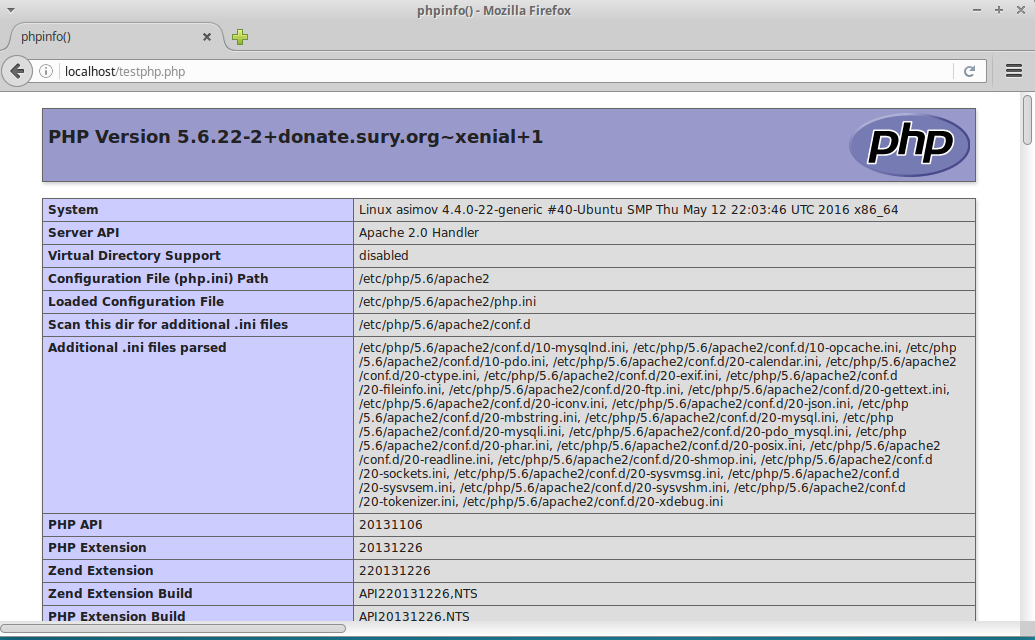 phpinfo() - Mozilla Firefox
phpinfo()
localhost/testphp.php
PHP Version 5.6.22-2+donate.sury.org~xenial+1
php
System Linux asimov 4.4.0-22-generic #40-Ubuntu SMP Thu May 12 22:03:46 UTC 2016 x86_64
Server API Apache 2.0 Handler
Virtual Directory Support disabled
Configuration File (php.ini) Path /etc/php/5.6/apache2
Loaded Configuration File /etc/php/5.6/apache2/php.ini
Scan this dir for additional .ini files /etc/php/5.6/apache2/conf.d
Additional .ini files parsed /etc/php/5.6/apache2/conf.d/10-mysqlnd.ini, /etc/php/5.6/apache2/conf.d/10-opcache.ini, /etc/php
/5.6/apache2/conf.d/10-pdo.ini, /etc/php/5.6/apache2/conf.d/20-calendar.ini, /etc/php/5.6/apache2
/conf.d/20-ctype.ini, /etc/php/5.6/apache2/conf.d/20-exif.ini, /etc/php/5.6/apache2/conf.d
/20-fileinfo.ini, /etc/php/5.6/apache2/conf.d/20-ftp.ini, /etc/php/5.6/apache2/conf.d/20-gettext.ini,
/etc/php/5.6/apache2/conf.d/20-iconv.ini, /etc/php/5.6/apache2/conf.d/20-json.ini, /etc/php
/5.6/apache2/conf.d/20-mbstring.ini, /etc/php/5.6/apache2/conf.d/20-mysql.ini, /etc/php
/5.6/apache2/conf.d/20-mysqli.ini, /etc/php/5.6/apache2/conf.d/20-pdo_mysql.ini, /etc/php
/5.6/apache2/conf.d/20-phar.ini, /etc/php/5.6/apache2/conf.d/20-posix.ini, /etc/php/5.6/apache2
/conf.d/20-readline.ini, /etc/php/5.6/apache2/conf.d/20-shmop.ini, /etc/php/5.6/apache2/conf.d
/20-sockets.ini, /etc/php/5.6/apache2/conf.d/20-sysvmsg.ini, /etc/php/5.6/apache2/conf.d
/20-sysvsem.ini, /etc/php/5.6/apache2/conf.d/20-sysvshm.ini, /etc/php/5.6/apache2/conf.d
/20-tokenizer.ini, /etc/php/5.6/apache2/conf.d/20-xdebug.ini
PHP API 20131106
PHP Extension 20131226
Zend Extension 220131226
Zend Extension Build API220131226,NTS
PHP Extension Build API20131226,NTS